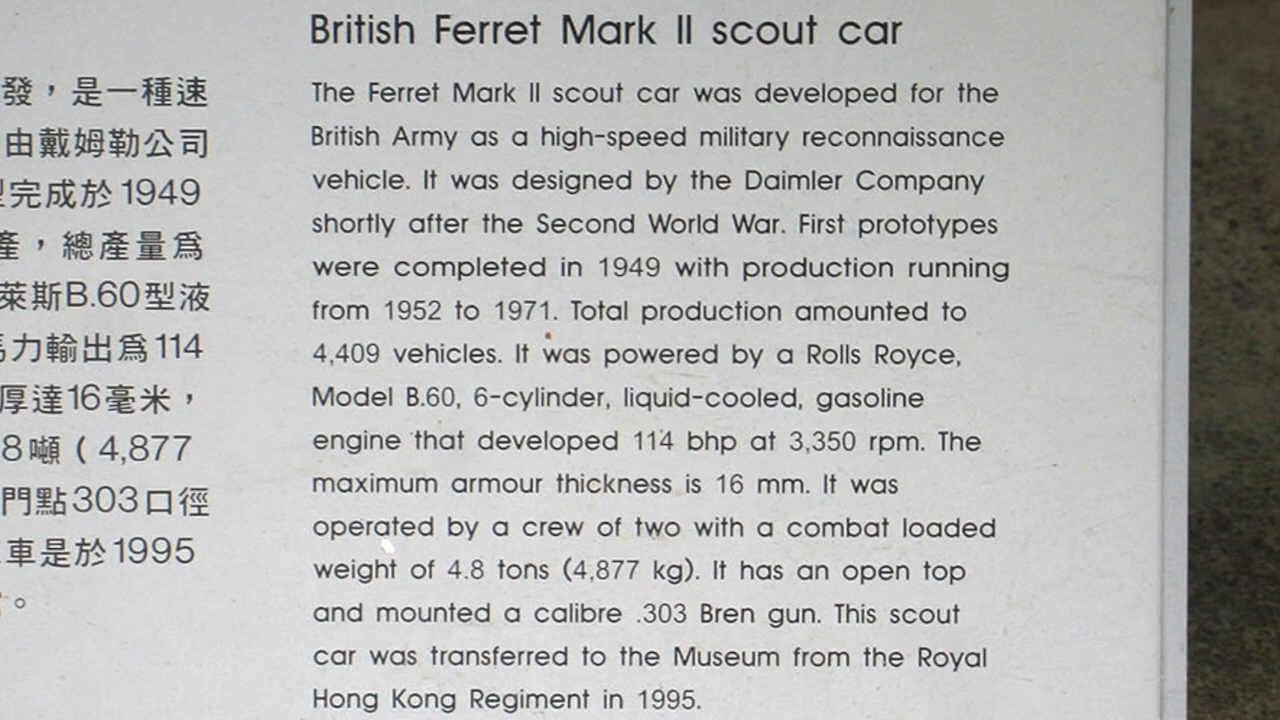 發，是一種速
由戴姆勒公司
型完成於1949
產，總產量爲
萊斯B.60型液
馬力輸出爲114
厚達16毫米，
8噸（4,877
門點303口徑
車是於1995
。
British Ferret Mark II scout car
The Ferret Mark II scout car was developed for the
British Army as a high-speed military reconnaissance
vehicle. It was designed by the Daimler Company
shortly after the Second World War. First prototypes
were completed in 1949 with production running
from 1952 to 1971. Total production amounted to
4,409 vehicles. It was powered by a Rolls Royce,
Model B.60, 6-cylinder, liquid-cooled, gasoline
engine that developed 114 bhp at 3,350 rpm. The
maximum armour thickness is 16 mm. It was
operated by a crew of two with a combat loaded
weight of 4.8 tons (4,877 kg). It has an open top
and mounted a calibre .303 Bren gun. This scout
car was transferred to the Museum from the Royal
Hong Kong Regiment in 1995.